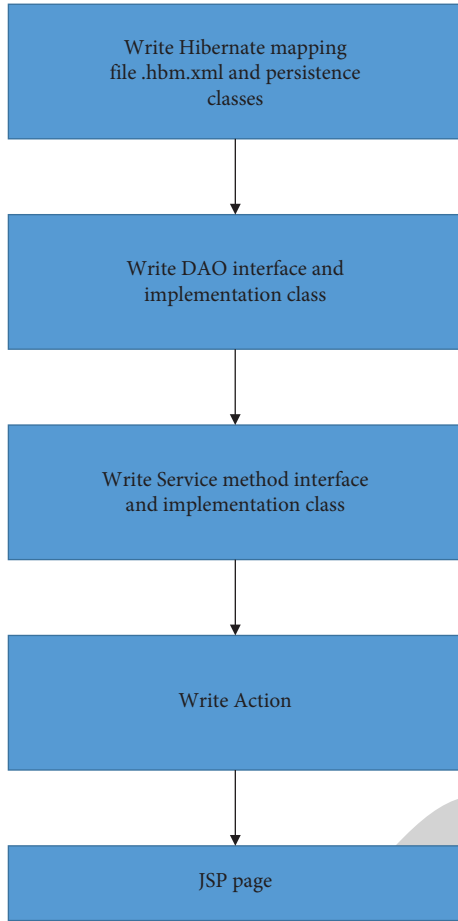 Write Hibernate mapping
file .hbm.xml and persistence
classes
Write DAO interface and
implementation class
Write Service method interface
and implementation class
Write Action
JSP page